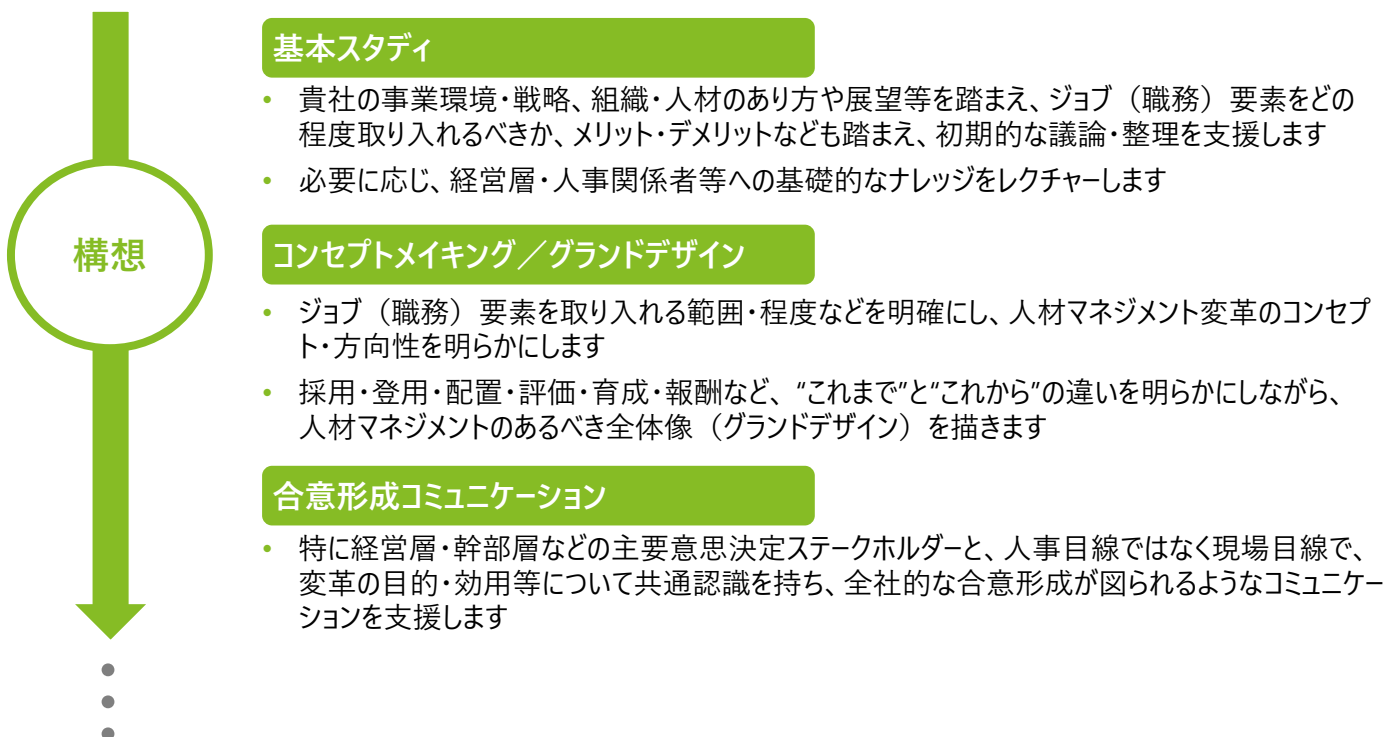 基本スタディ
• 貴社の事業環境・戦略、組織・人材のあり方や展望等を踏まえ、ジョブ（職務）要素をどの
程度取り入れるべきか、メリット・デメリットなども踏まえ、初期的な議論・整理を支援します
• 必要に応じ、経営層・人事関係者等への基礎的なナレッジをレクチャーします
構想
コンセプトメイキング／グランドデザイン
• ジョブ（職務）要素を取り入れる範囲・程度などを明確にし、人材マネジメント変革のコンセプ
ト・方向性を明らかにします
• 採用・登用・配置・評価・育成・報酬など、“これまで”と“これから”の違いを明らかにしながら、
人材マネジメントのあるべき全体像（グランドデザイン）を描きます
合意形成コミュニケーション
• 特に経営層・幹部層などの主要意思決定ステークホルダーと、人事目線ではなく現場目線で、
変革の目的・効用等について共通認識を持ち、全社的な合意形成が図られるようなコミュニケー
ションを支援します